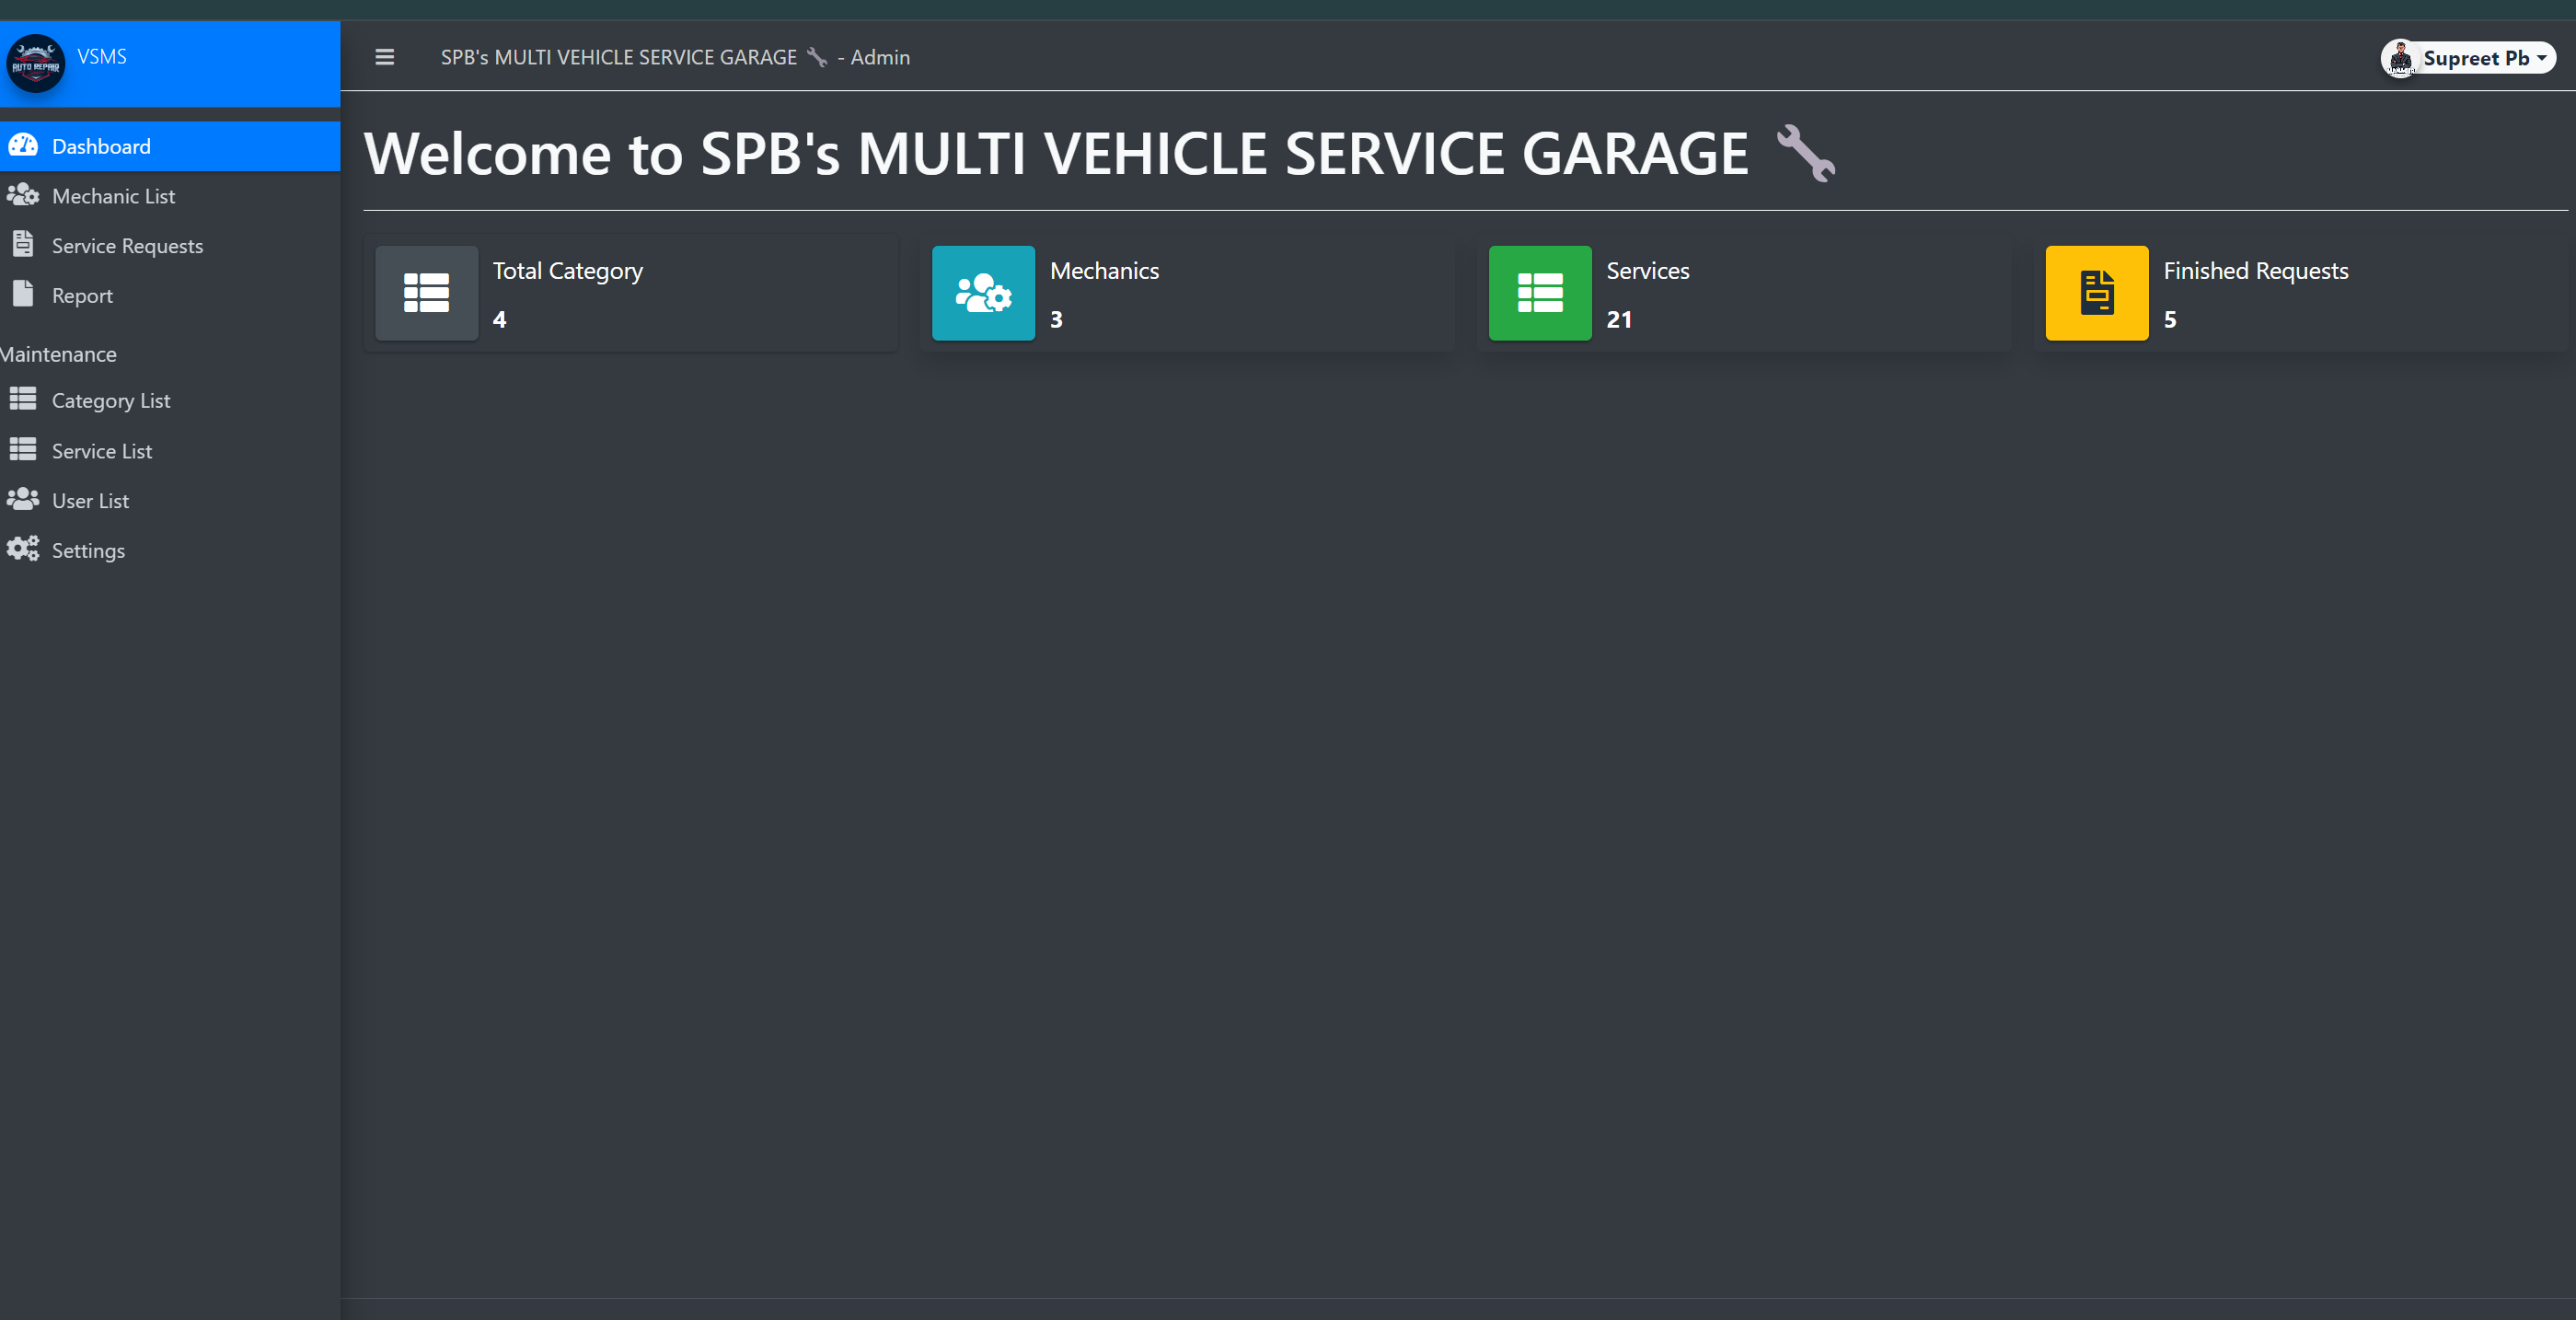 AUTO REPAIR
VSMS
SPB's MULTI VEHICLE SERVICE GARAGE 🔧 - Admin
Supreet Pb
Dashboard
Mechanic List
Service Requests
Report
Maintenance
Category List
Service List
User List
Settings
Welcome to SPB's MULTI VEHICLE SERVICE GARAGE 🔧
Total Category
4
Mechanics
3
Services
21
Finished Requests
5